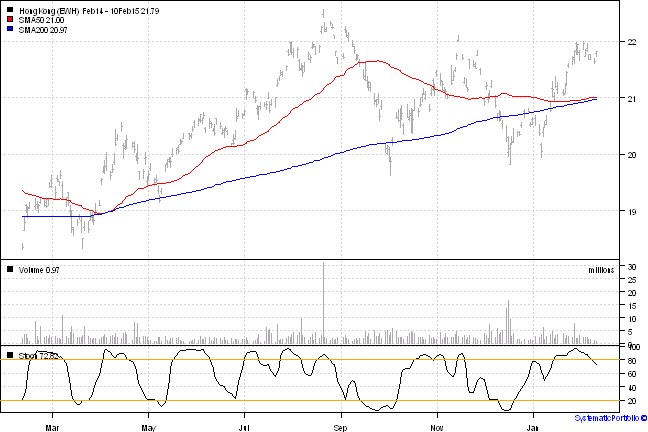 Hong Kong (EWH) Feb14 - 10Feb15 21.79
SMA50 21.00
SMA200 20.97
22
21
20
19
Volume 0.97
millions
30
25
20
15
10
5
0
Stoch 72.62
100
80
60
40
20
Mar May Jul Sep Nov Jan
SystematicPortfolio ©